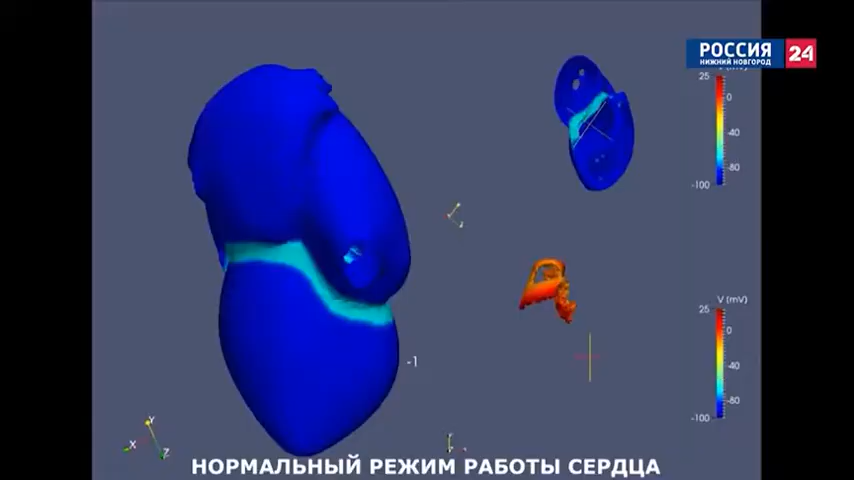 РОССИЯ 24
НИЖНИЙ НОВГОРОД
25
0
-40
-80
-100
V (mV)
25
0
-40
-80
-100
-1
Y
X
Z
НОРМАЛЬНЫЙ РЕЖИМ РАБОТЫ СЕРДЦА